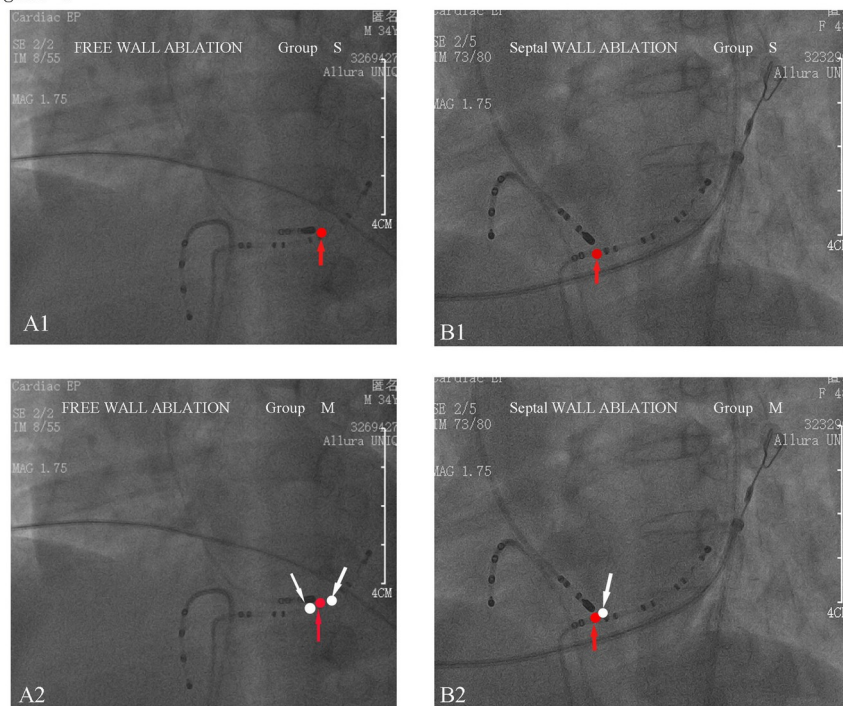 Cardiac EP
匿名
M 34Y
SE 2/2
IM 8/55
FREE WALL ABLATION Group S
3269427
Allura UNIQ
MAG 1.75
4CM
A1
Cardiac EP
F 4
SE 2/5
IM 73/80
Septal WALL ABLATION Group S
32329
Allura UN
MAG 1.75
4C
B1
Cardiac EP
匿名
M 34Y
SE 2/2
IM 8/55
FREE WALL ABLATION Group M
3269427
Allura UNIQ
MAG 1.75
4CM
A2
Cardiac EP
F 4
SE 2/5
IM 73/80
Septal WALL ABLATION Group M
32329
Allura UN
MAG 1.75
4C
B2